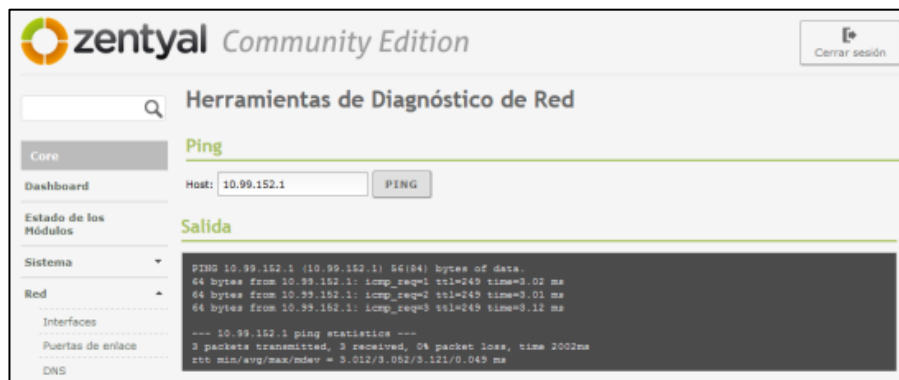 zentyal Community Edition
Cerrar sesión
Herramientas de Diagnóstico de Red
Core
Dashboard
Estado de los
Módulos
Sistema
Red
Interfaces
Puertas de enlace
DNS
Ping
Host: 10.99.152.1 PING
Salida
PING 10.99.152.1 (10.99.152.1) 56(84) bytes of data.
64 bytes from 10.99.152.1: icmp_req=1 ttl=249 time=3.02 ms
64 bytes from 10.99.152.1: icmp_req=2 ttl=249 time=3.01 ms
64 bytes from 10.99.152.1: icmp_req=3 ttl=249 time=3.12 ms
--- 10.99.152.1 ping statistics ---
3 packets transmitted, 3 received, 0% packet loss, time 2002ms
rtt min/avg/max/mdev = 3.012/3.052/3.121/0.049 ms